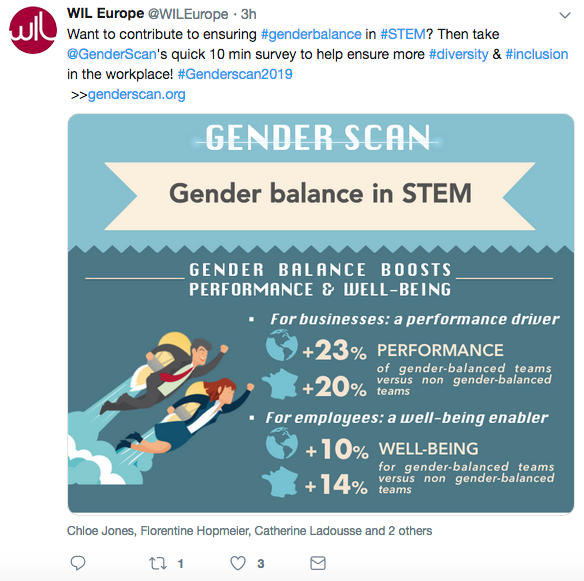 wil
WIL Europe @WILEurope · 3h
Want to contribute to ensuring #genderbalance in #STEM? Then take
@GenderScan's quick 10 min survey to help ensure more #diversity & #inclusion
in the workplace! #Genderscan2019
>>genderscan.org
GENDER SCAN
Gender balance in STEM
GENDER BALANCE BOOSTS
PERFORMANCE & WELL-BEING
▪ For businesses: a performance driver
+23% PERFORMANCE
of gender-balanced teams
versus non gender-balanced
teams
+20%
▪ For employees: a well-being enabler
+10% WELL-BEING
for gender-balanced teams
versus non gender-balanced
teams
+14%
Chloe Jones, Florentine Hopmeier, Catherine Ladousse and 2 others
1
3